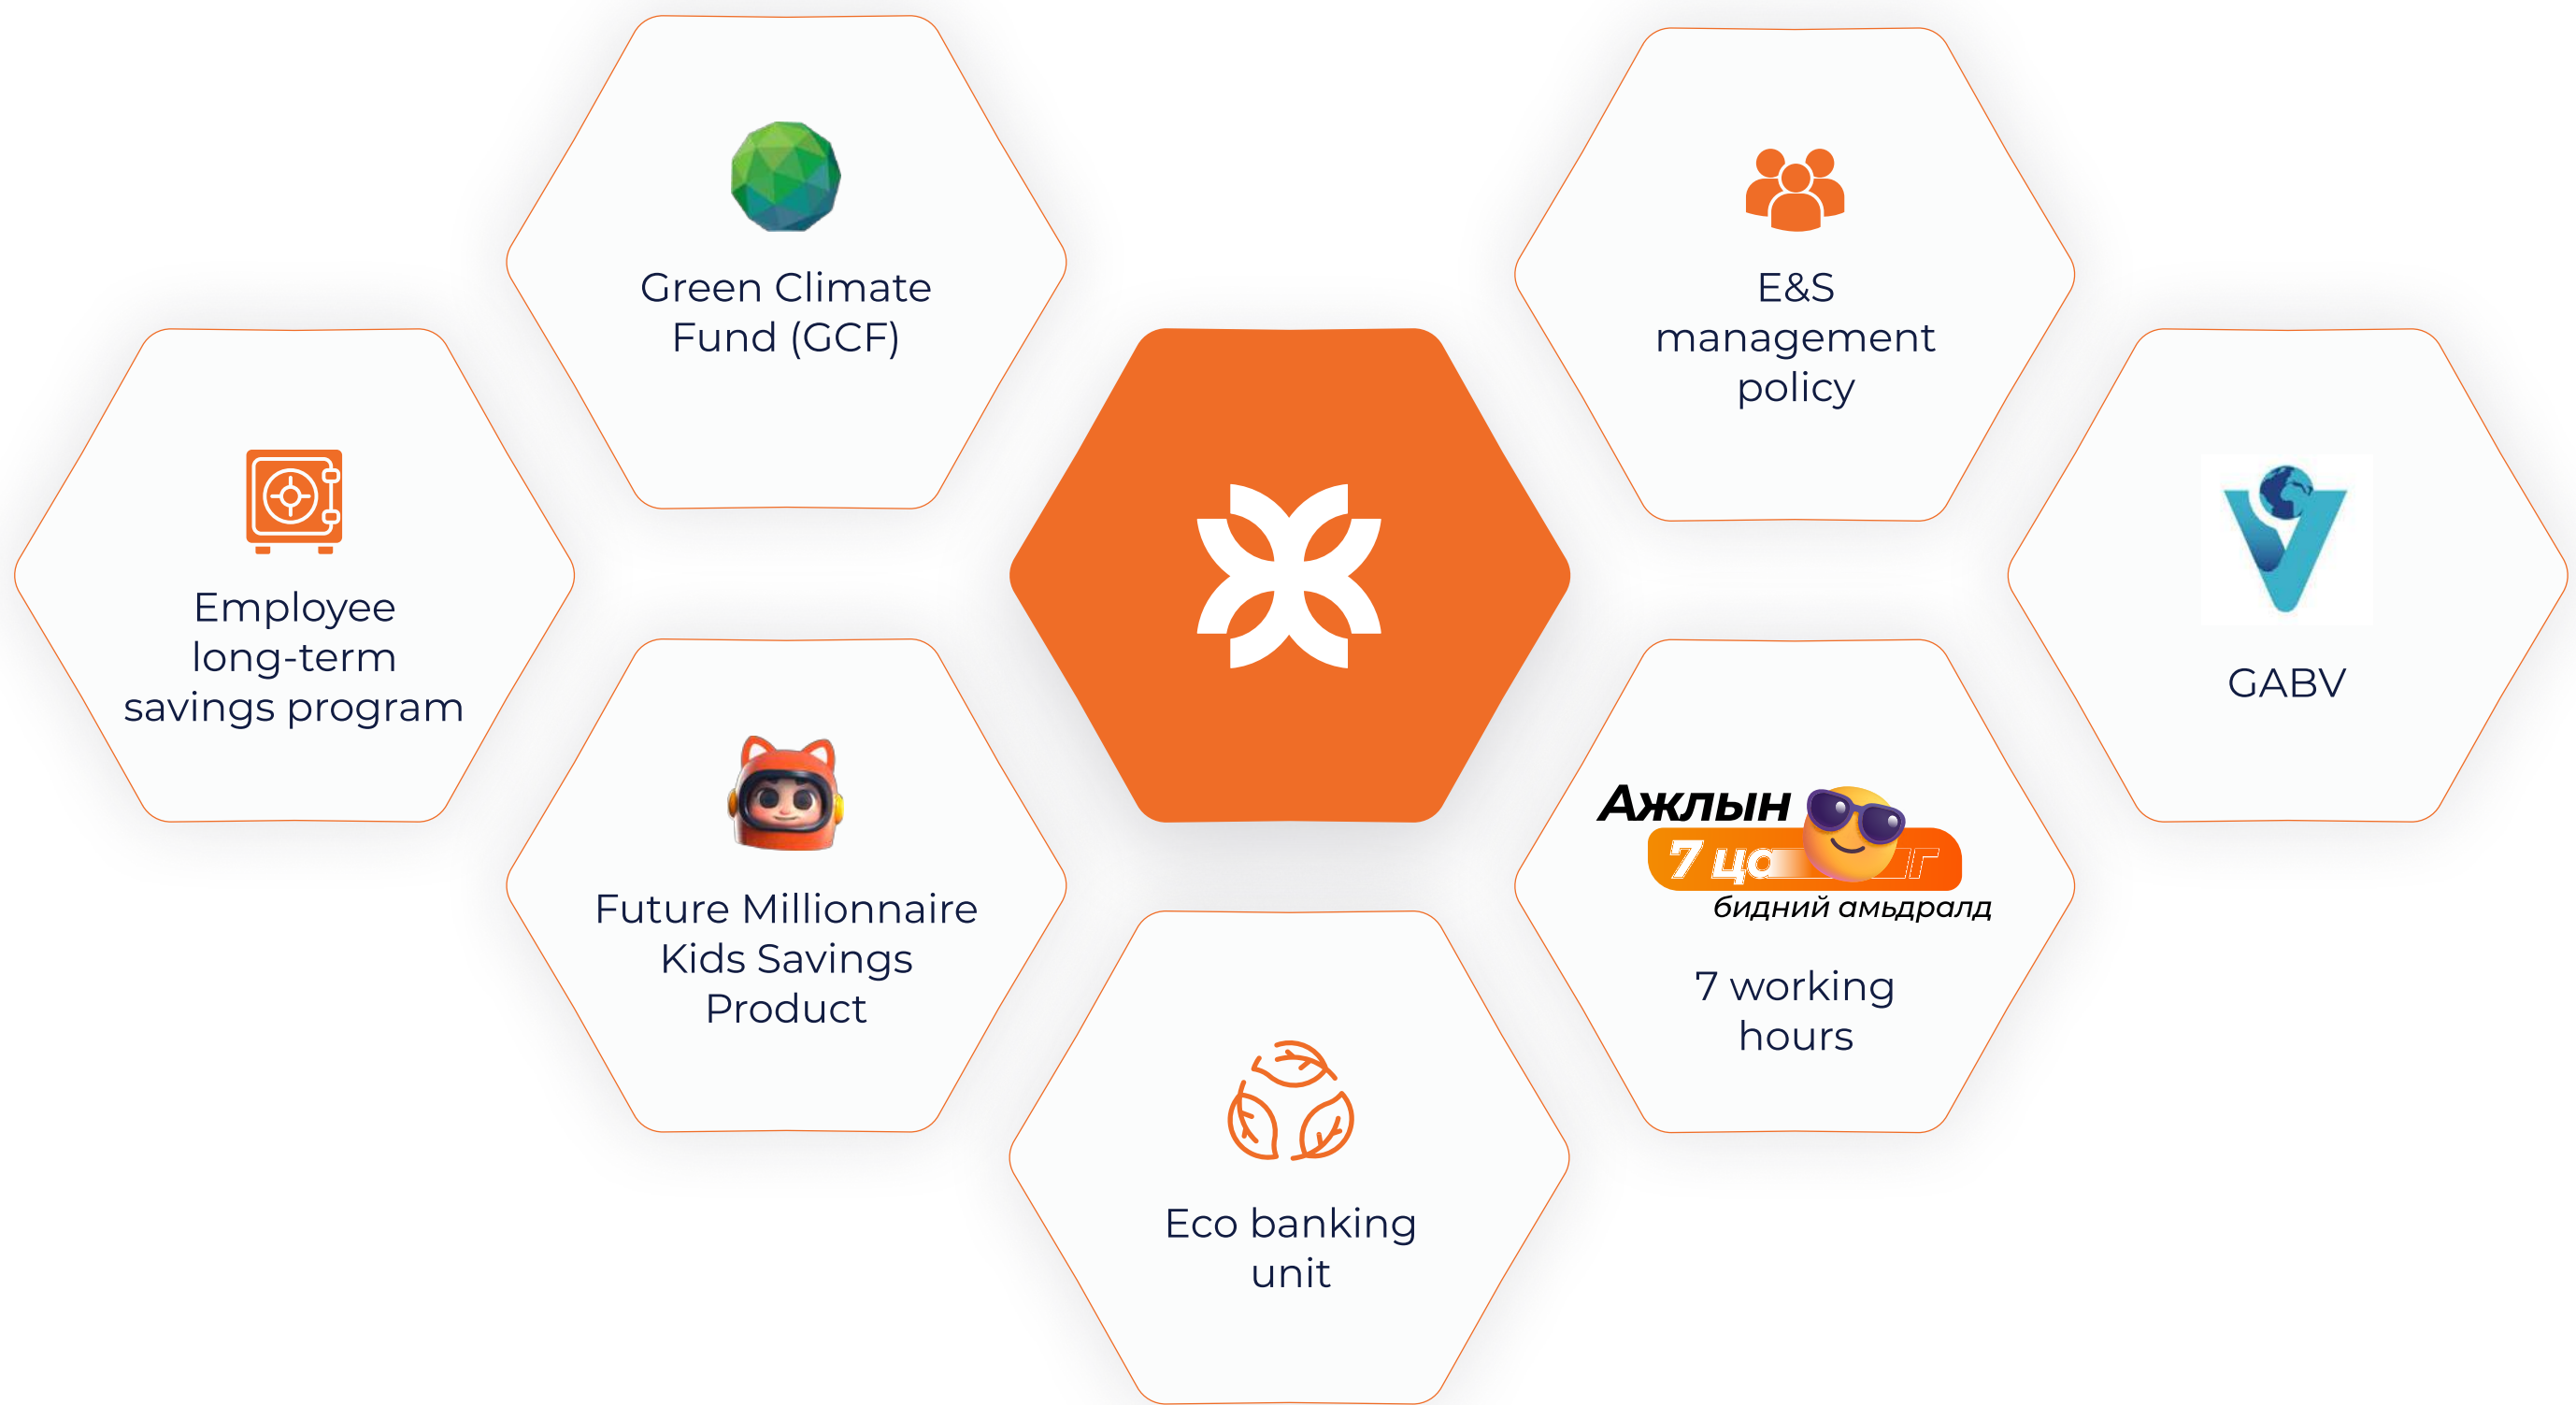 Green Climate
Fund (GCF)
E&S
management
policy
Employee
long-term
savings program
GABV
Future Millionnaire
Kids Savings
Product
Ажлын
7
бидний амьдралд
7 working
hours
Eco banking
unit